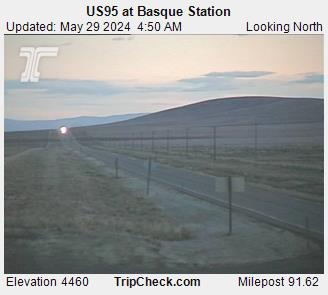 US95 at Basque Station
Updated: May 29 2024 4:50 AM Looking North
Elevation 4460 TripCheck.com Milepost 91.62